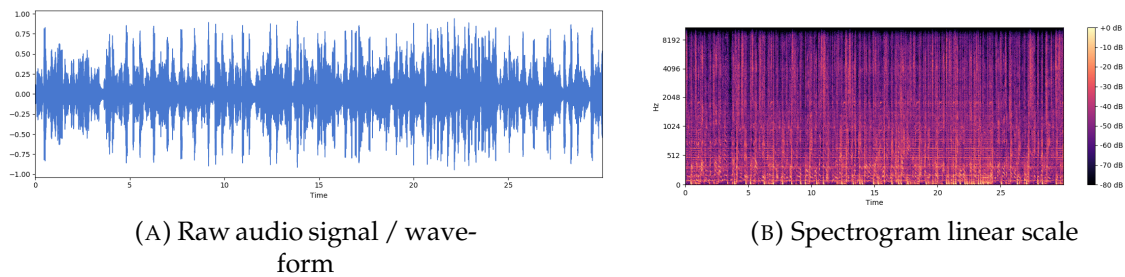 1.00
0.75
0.50
0.25
0.00
−0.25
−0.50
−0.75
−1.00
0 5 10 15 20 25
Time
(A) Raw audio signal / wave-
form
8192
4096
2048
1024
512
0
Hz
0 5 10 15 20 25
Time
+0 dB
-10 dB
-20 dB
-30 dB
-40 dB
-50 dB
-60 dB
-70 dB
-80 dB
(B) Spectrogram linear scale